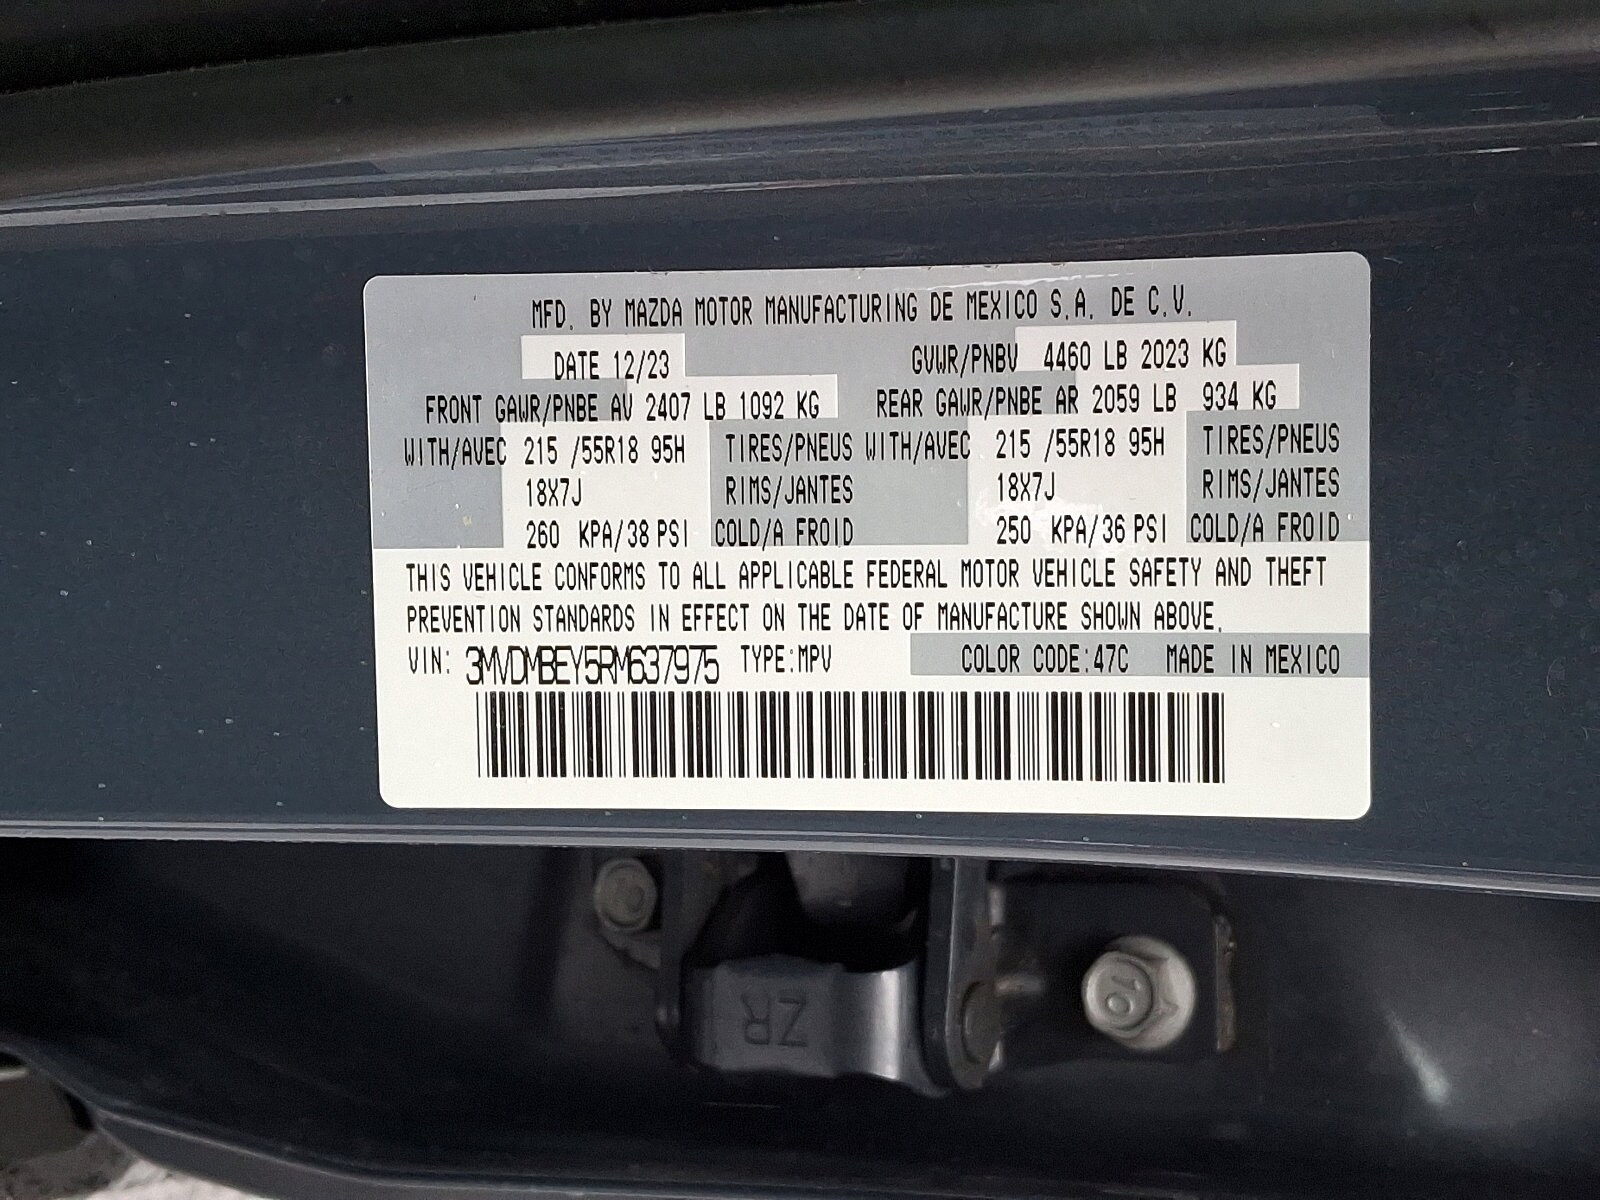 MFD. BY MAZDA MOTOR MANUFACTURING DE MEXICO S.A. DE C.V.
DATE 12/23 GVWR/PNBV 4460 LB 2023 KG
FRONT GAWR/PNBE AV 2407 LB 1092 KG REAR GAWR/PNBE AR 2059 LB 934 KG
WITH/AVEC 215 /55R18 95H TIRES/PNEUS WITH/AVEC 215 /55R18 95H TIRES/PNEUS
18X7J RIMS/JANTES 18X7J RIMS/JANTES
260 KPA/38 PSI COLD/A FROID 250 KPA/36 PSI COLD/A FROID
THIS VEHICLE CONFORMS TO ALL APPLICABLE FEDERAL MOTOR VEHICLE SAFETY AND THEFT
PREVENTION STANDARDS IN EFFECT ON THE DATE OF MANUFACTURE SHOWN ABOVE.
VIN: 3MVDMBEY5RM637975 TYPE:MPV COLOR CODE:47C MADE IN MEXICO
ZR
10